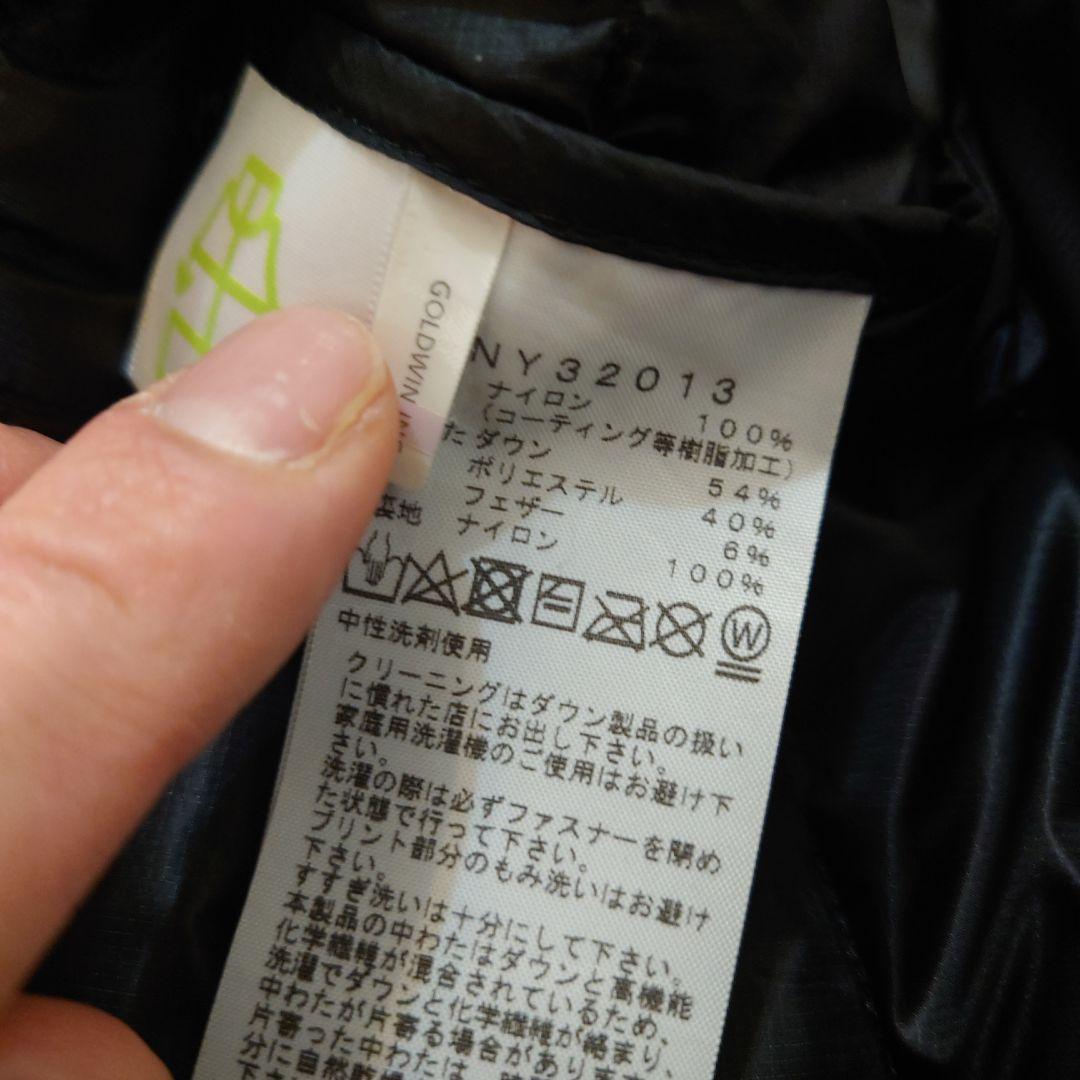 GOLDWIN INC
NY32013
ナイロン 100%
(コーティング等樹脂加工)
た ダウン 54%
ポリエステル 40%
フェザー 6%
裏地 ナイロン 100%
W
中性洗剤使用
クリーニングはダウン製品の扱い
に慣れた店にお出し下さい。
家庭用洗濯機のご使用はお避け下
さい。
洗濯の際は必ずファスナーを閉め
た状態で行って下さい。
プリント部分のもみ洗いはお避け
下さい。
すすぎ洗いは十分にして下さい。
本製品の中わたはダウンと高機能
化学繊維が混合されているため、
洗濯でダウンと化学繊維が絡まり、
中わたが片寄る場合があります
片寄った中わたは、
分に自然乾燥
下さ